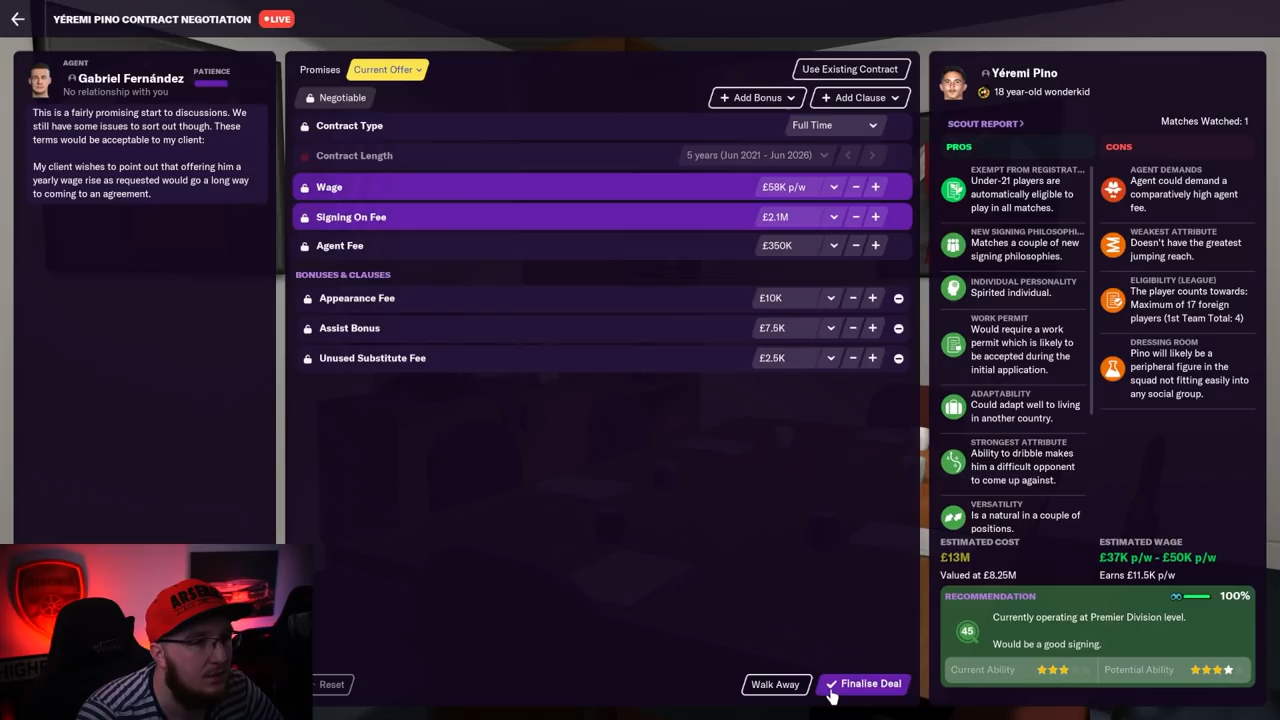 YÉREMI PINO CONTRACT NEGOTIATION LIVE
AGENT
Gabriel Fernández
No relationship with you
PATIENCE
This is a fairly promising start to discussions. We
still have some issues to sort out though. These
terms would be acceptable to my client:
My client wishes to point out that offering him a
yearly wage rise as requested would go a long way
to coming to an agreement.
Promises Current Offer
Use Existing Contract
Negotiable
Add Bonus
Add Clause
Contract Type Full Time
Contract Length 5 years (Jun 2021 - Jun 2026)
Wage £58K p/w
Signing On Fee £2.1M
Agent Fee £350K
BONUSES & CLAUSES
Appearance Fee £10K
Assist Bonus £7.5K
Unused Substitute Fee £2.5K
Reset
Walk Away
Finalise Deal
Yéremi Pino
18 year-old wonderkid
SCOUT REPORT >
Matches Watched: 1
PROS
EXEMPT FROM REGISTRAT...
Under-21 players are
automatically eligible to
play in all matches.
NEW SIGNING PHILOSOPHI...
Matches a couple of new
signing philosophies.
INDIVIDUAL PERSONALITY
Spirited individual.
WORK PERMIT
Would require a work
permit which is likely to
be accepted during the
initial application.
ADAPTABILITY
Could adapt well to living
in another country.
STRONGEST ATTRIBUTE
Ability to dribble makes
him a difficult opponent
to come up against.
VERSATILITY
Is a natural in a couple of
positions.
CONS
AGENT DEMANDS
Agent could demand a
comparatively high agent
fee.
WEAKEST ATTRIBUTE
Doesn't have the greatest
jumping reach.
ELIGIBILITY (LEAGUE)
The player counts towards:
Maximum of 17 foreign
players (1st Team Total: 4)
DRESSING ROOM
Pino will likely be a
peripheral figure in the
squad not fitting easily into
any social group.
ESTIMATED COST
£13M
Valued at £8.25M
ESTIMATED WAGE
£37K p/w - £50K p/w
Earns £11.5K p/w
RECOMMENDATION 100%
45
Currently operating at Premier Division level.
Would be a good signing.
Current Ability
Potential Ability